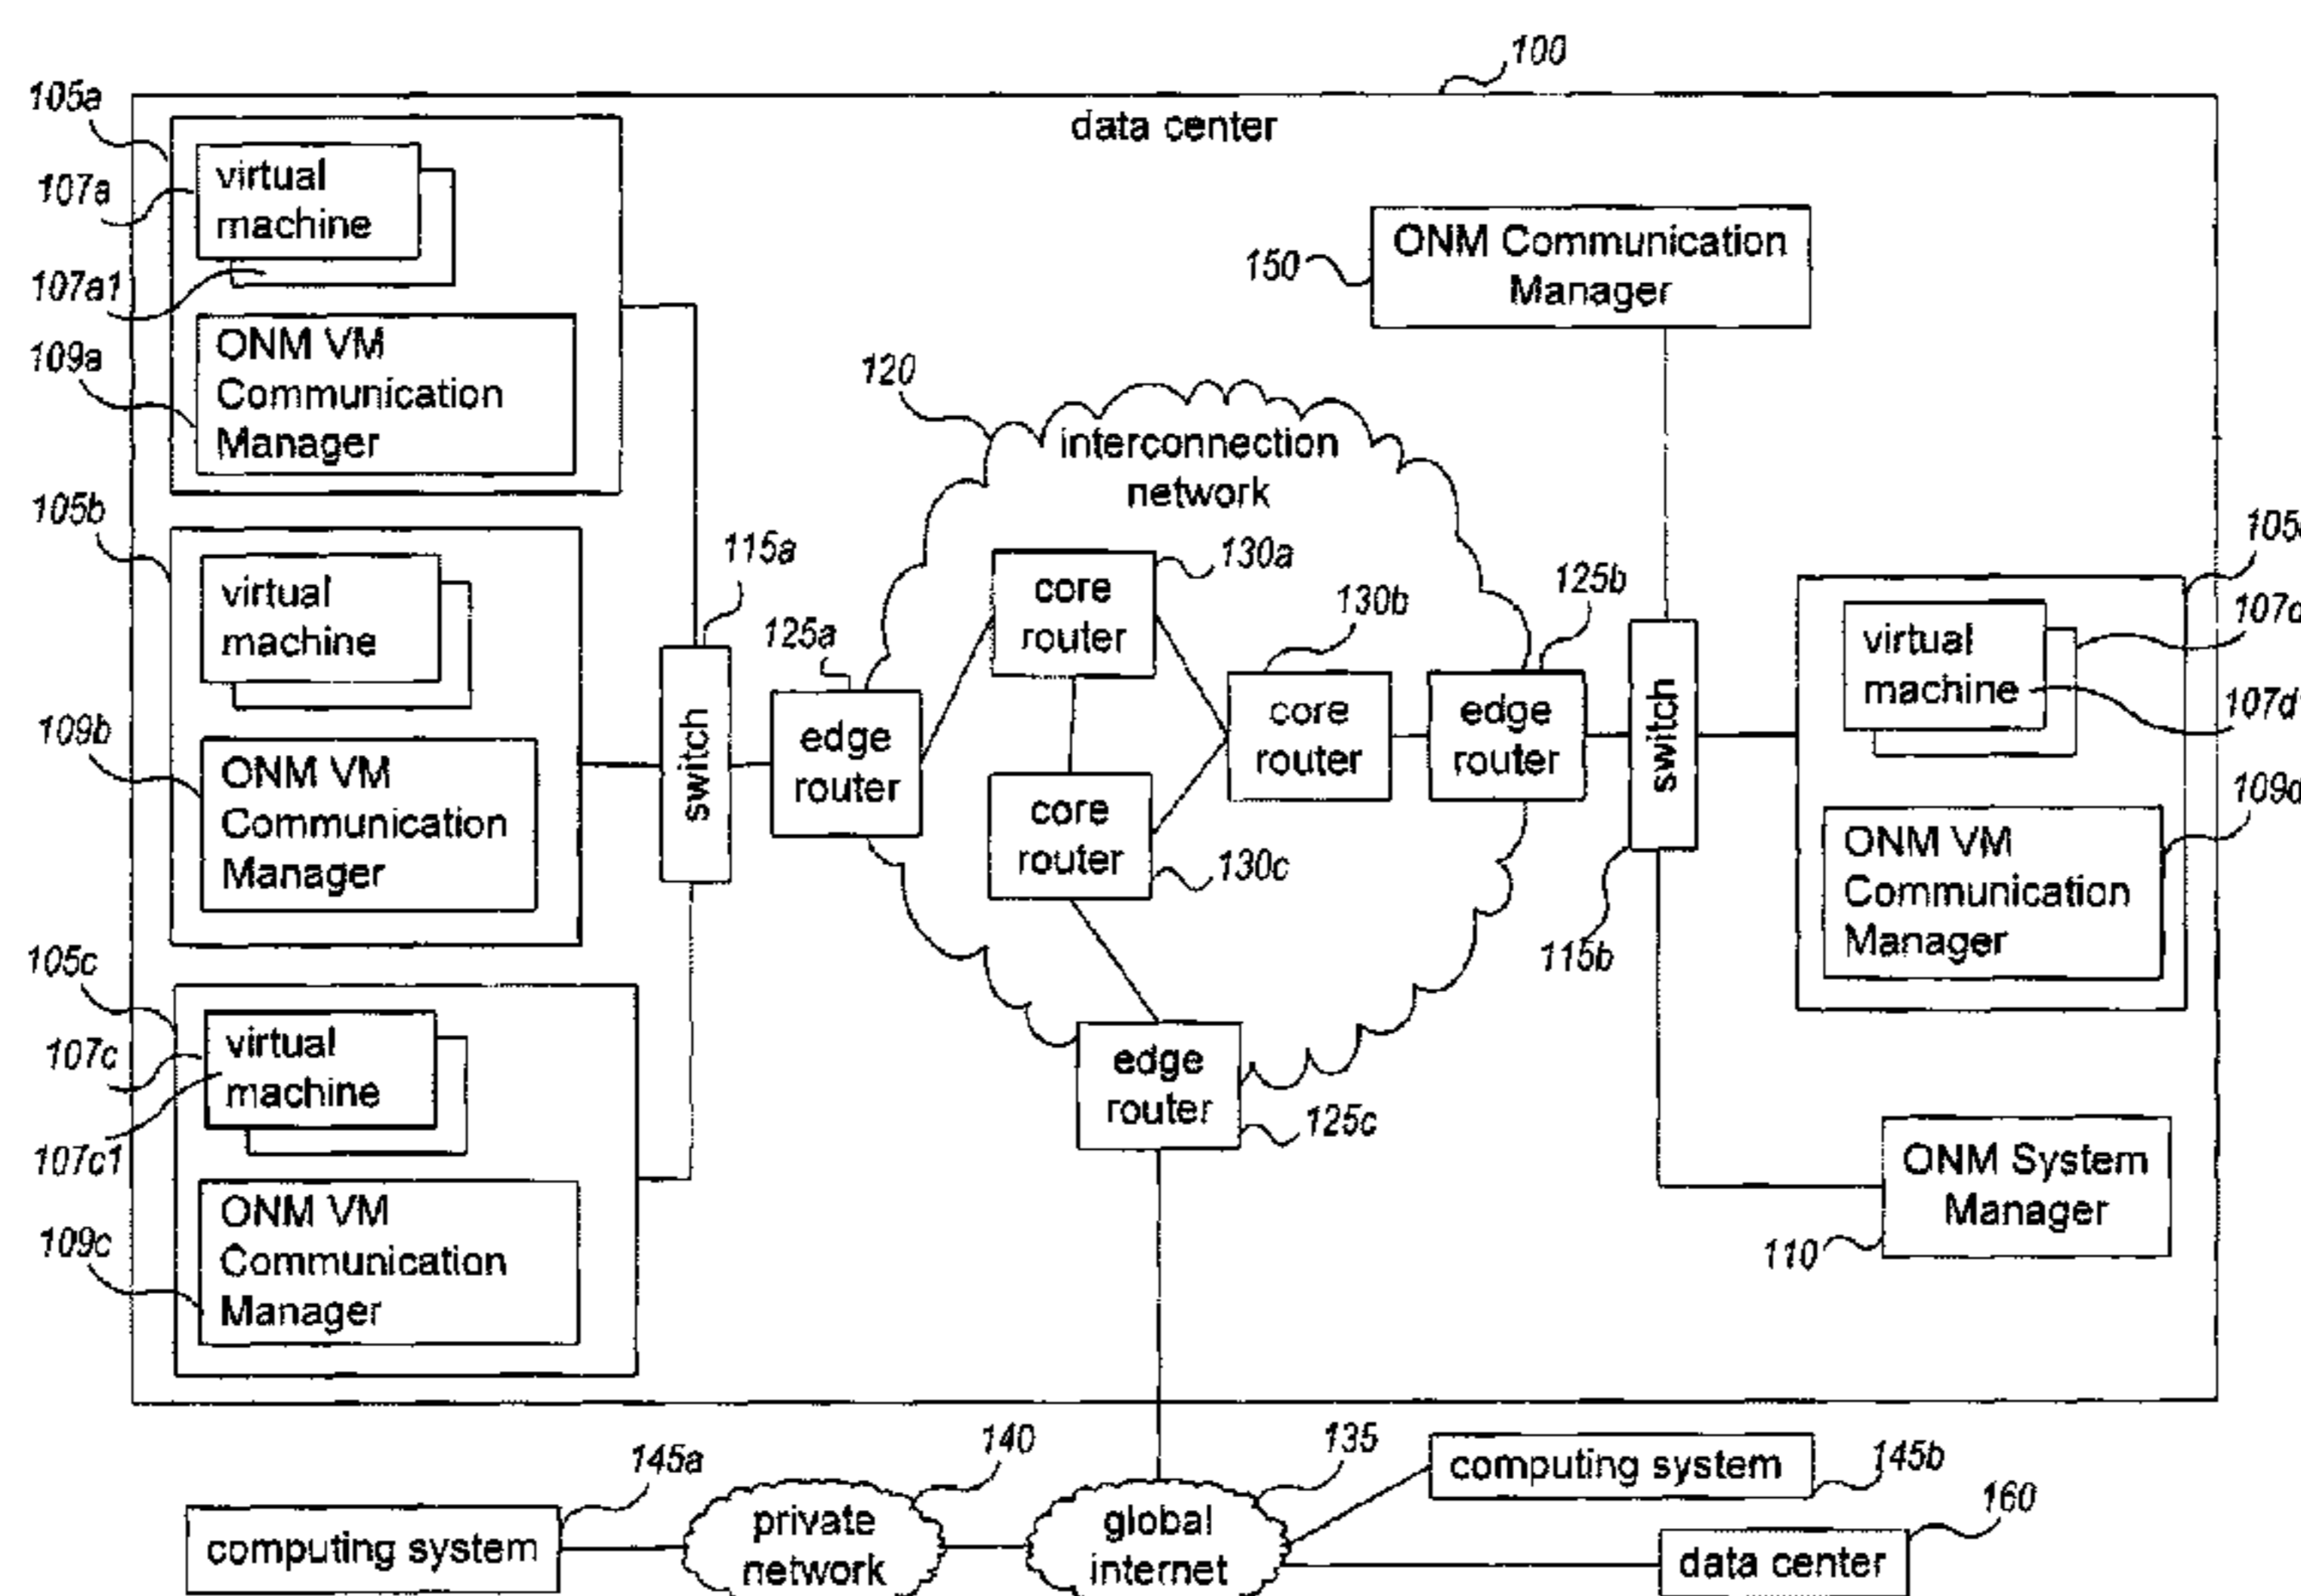 100
data center
105a
107a
virtual
machine
107a1
109a
ONM VM
Communication
Manager
105b
virtual
machine
109b
ONM VM
Communication
Manager
105c
107c
virtual
machine
107c1
109c
ONM VM
Communication
Manager
115a
switch
125a
edge
router
120
interconnection
network
130a
core
router
130b
core
router
core
router
130c
125b
edge
router
edge
router
125c
150
ONM Communication
Manager
switch
115b
virtual
machine
ONM VM
Communication
Manager
109d
ONM System
Manager
110
145a
computing system
140
private
network
135
global
internet
computing system
145b
160
data center